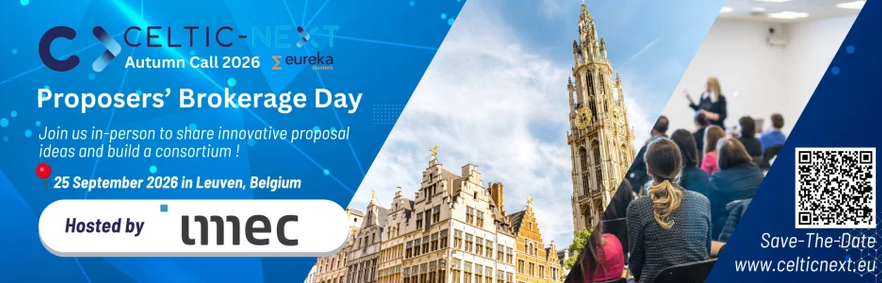 CELTIC-NEXT
Autumn Call 2026
eureka
clusters
Proposers' Brokerage Day
Join us in-person to share innovative proposal
ideas and build a consortium !
25 September 2026 in Leuven, Belgium
Hosted by imec
Save-The-Date
www.celticnext.eu